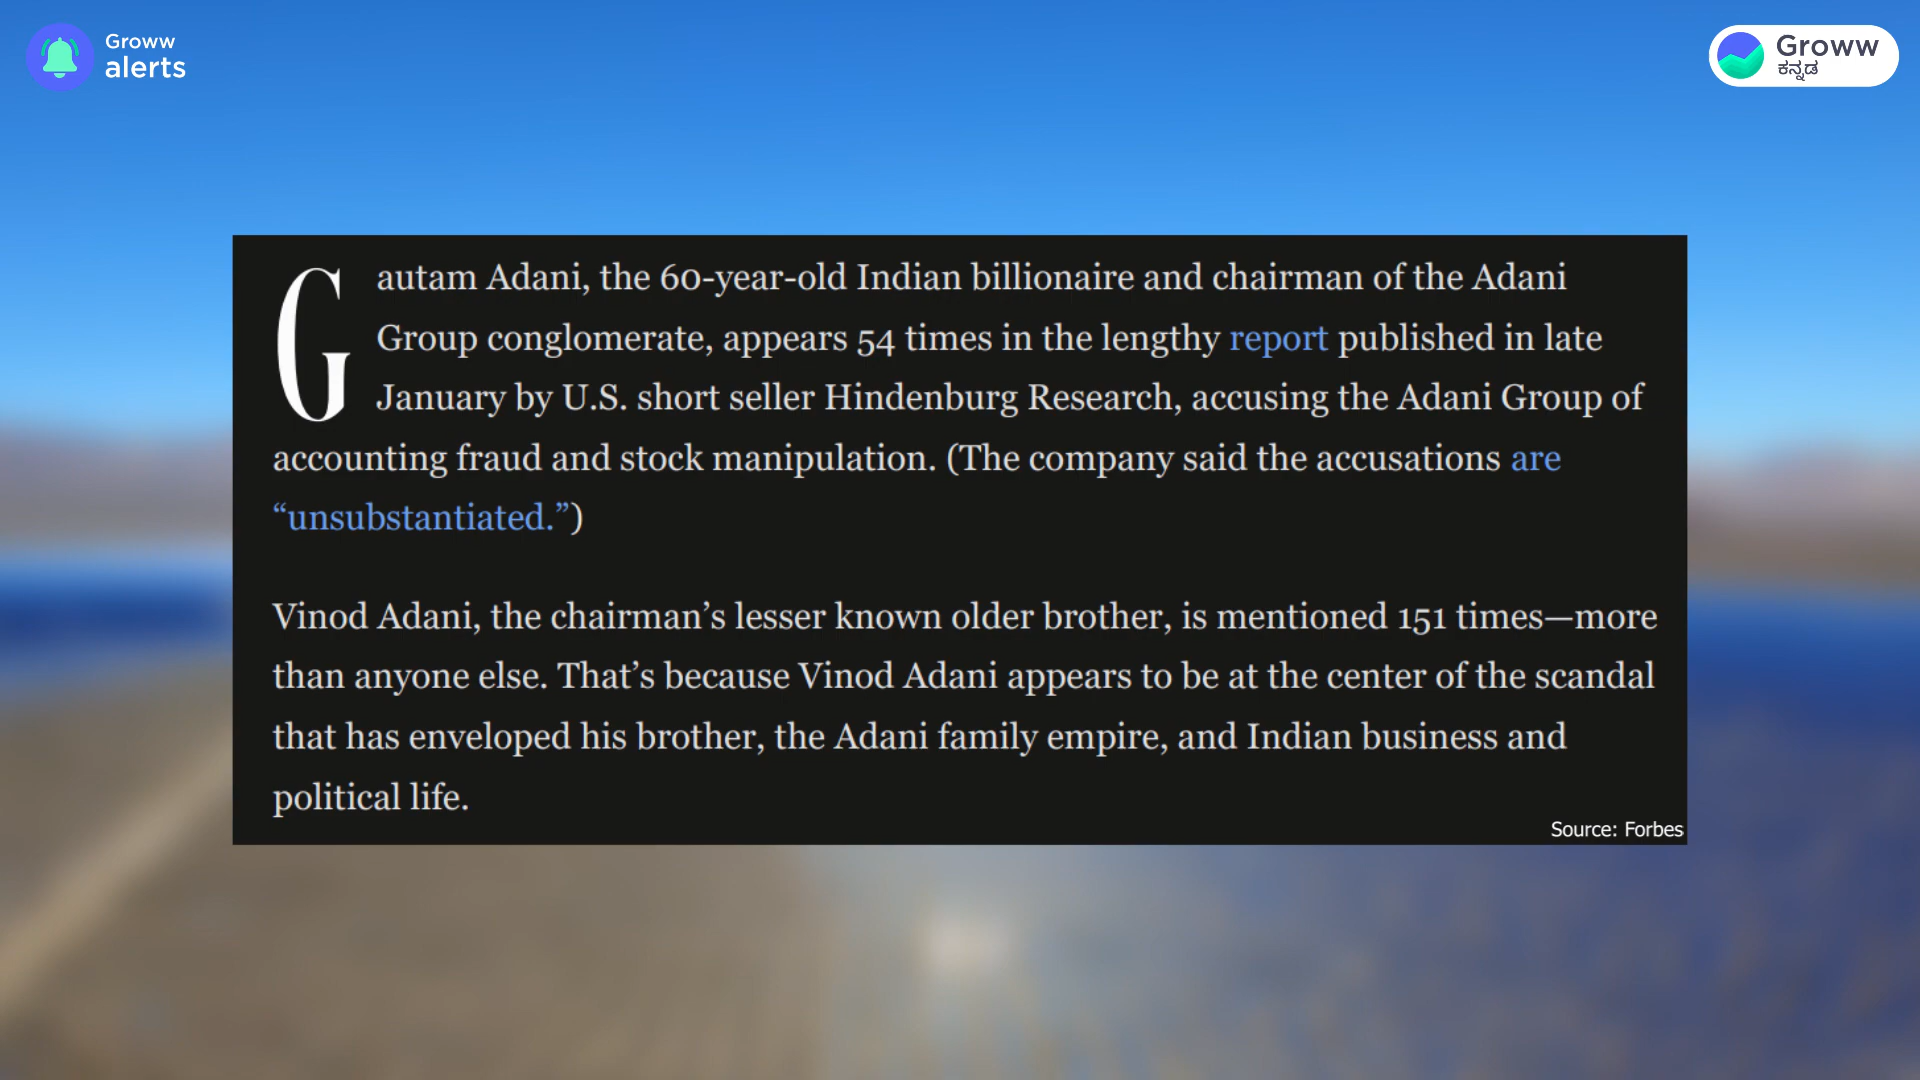 Groww
alerts
Groww
ಕನ್ನಡ
Gautam Adani, the 60-year-old Indian billionaire and chairman of the Adani
Group conglomerate, appears 54 times in the lengthy report published in late
January by U.S. short seller Hindenburg Research, accusing the Adani Group of
accounting fraud and stock manipulation. (The company said the accusations are
“unsubstantiated.”)
Vinod Adani, the chairman’s lesser known older brother, is mentioned 151 times—more
than anyone else. That’s because Vinod Adani appears to be at the center of the scandal
that has enveloped his brother, the Adani family empire, and Indian business and
political life.
Source: Forbes